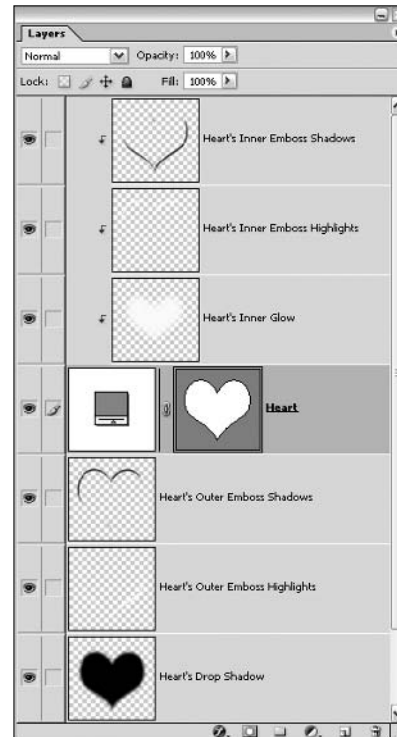 Layers
Normal Opacity: 100%
Lock: Fill: 100%
Heart's Inner Emboss Shadows
Heart's Inner Emboss Highlights
Heart's Inner Glow
Heart
Heart's Outer Emboss Shadows
Heart's Outer Emboss Highlights
Heart's Drop Shadow